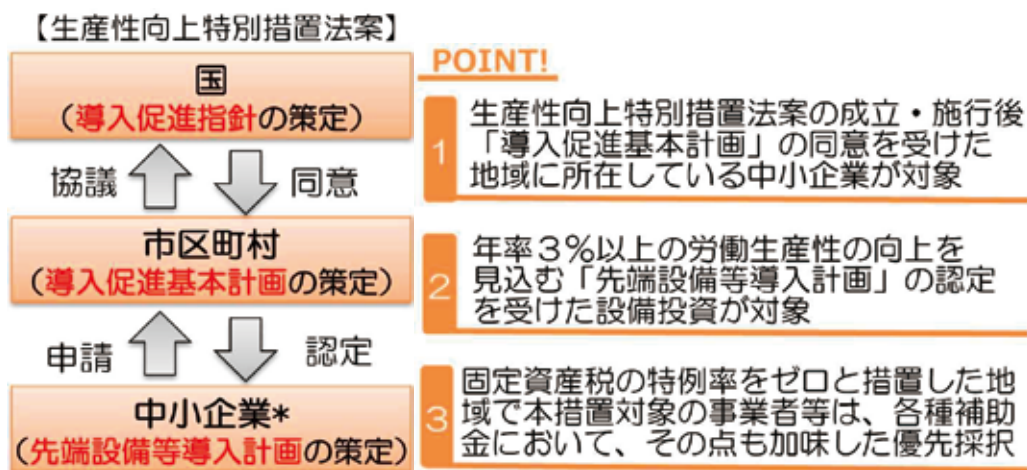 【生産性向上特別措置法案】
国
（導入促進指針の策定）
協議
同意
市区町村
（導入促進基本計画の策定）
申請
認定
中小企業*
（先端設備等導入計画の策定）
POINT!
1
生産性向上特別措置法案の成立・施行後
「導入促進基本計画」の同意を受けた
地域に所在している中小企業が対象
2
年率３％以上の労働生産性の向上を
見込む「先端設備等導入計画」の認定
を受けた設備投資が対象
3
固定資産税の特例率をゼロと措置した地
域で本措置対象の事業者等は、各種補助
金において、その点も加味した優先採択